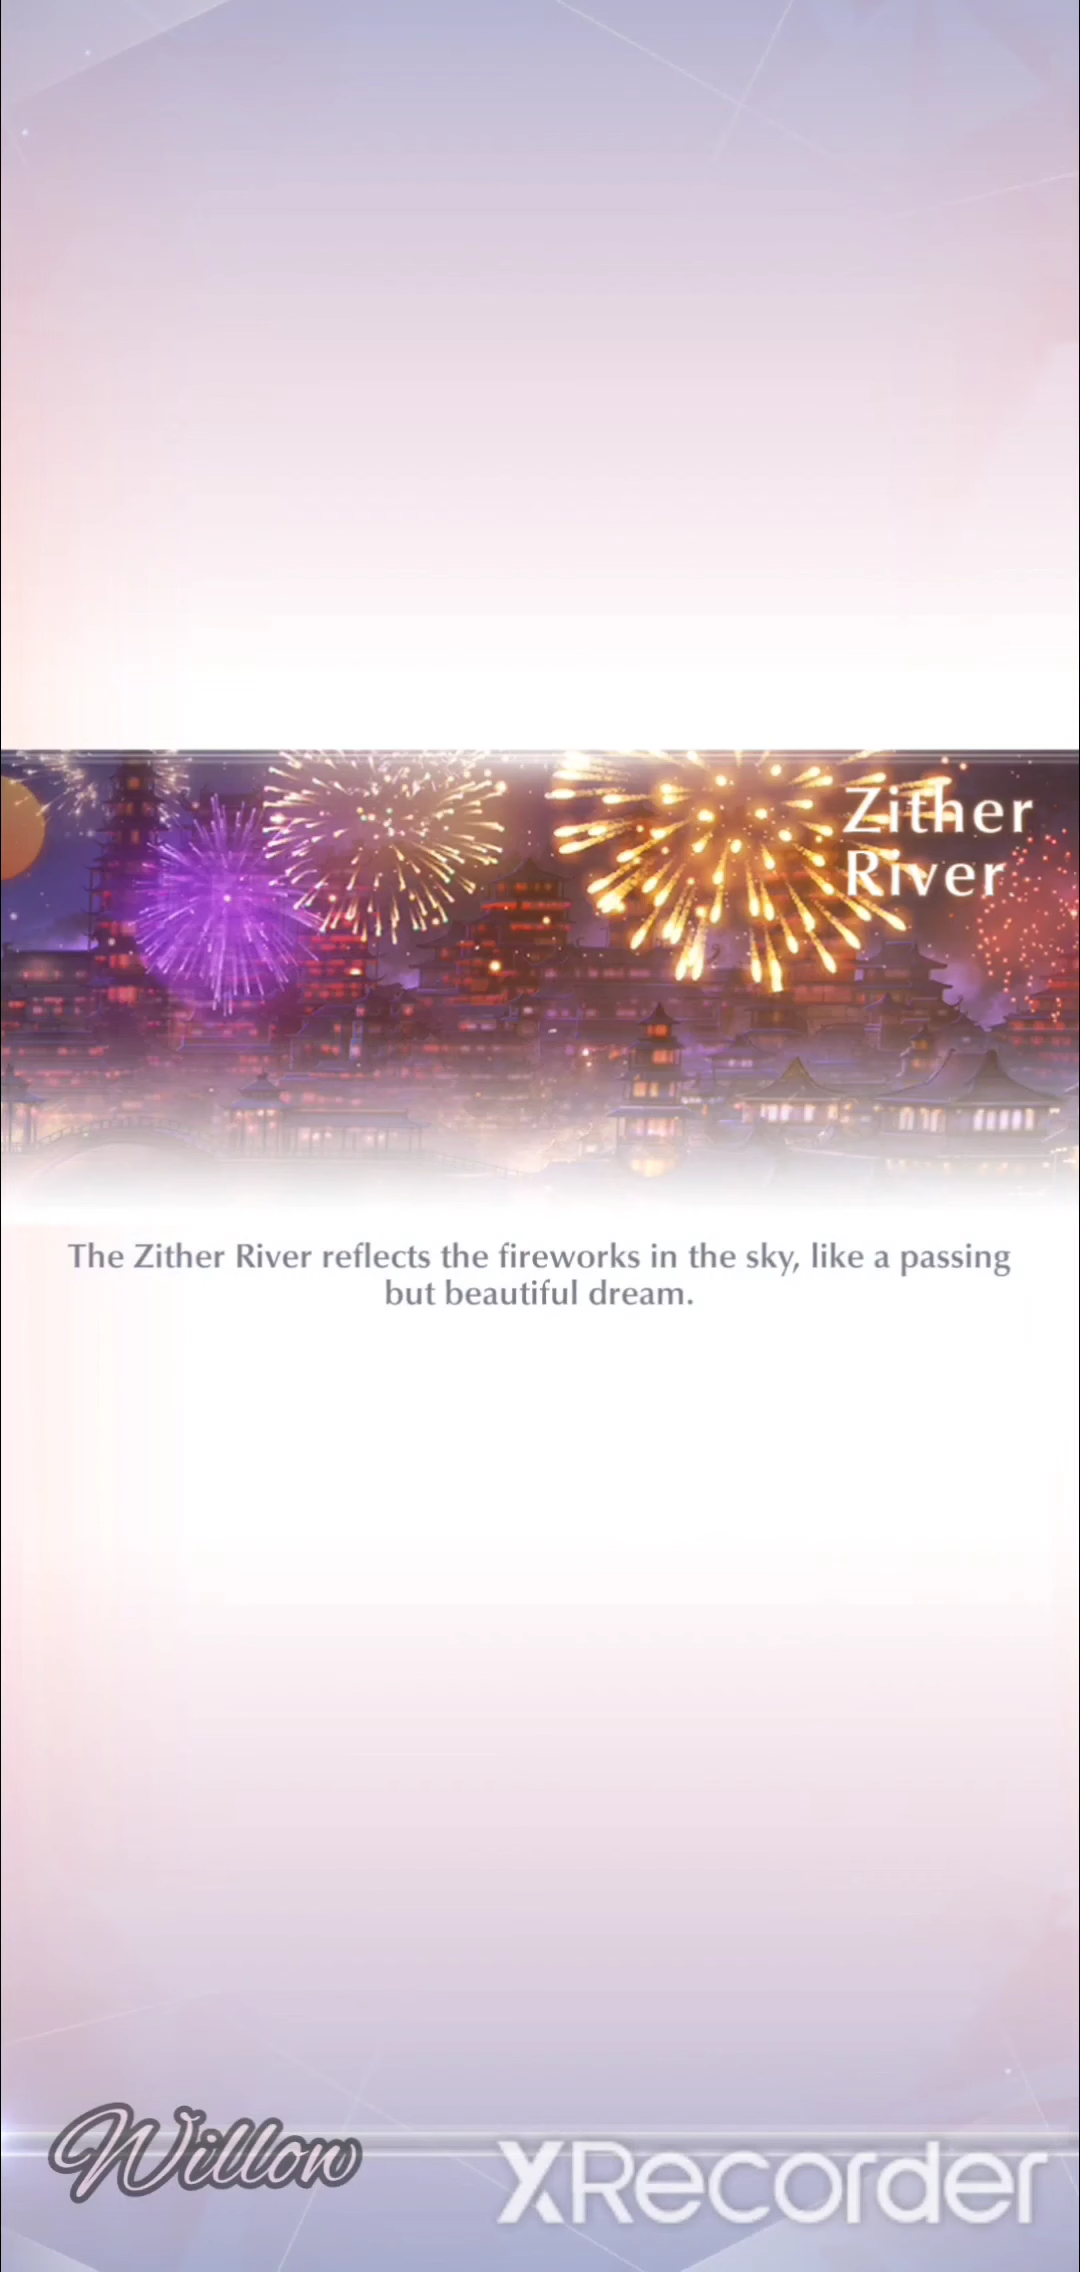 Zither
River
The Zither River reflects the fireworks in the sky, like a passing
but beautiful dream.
Willow
XRecorder